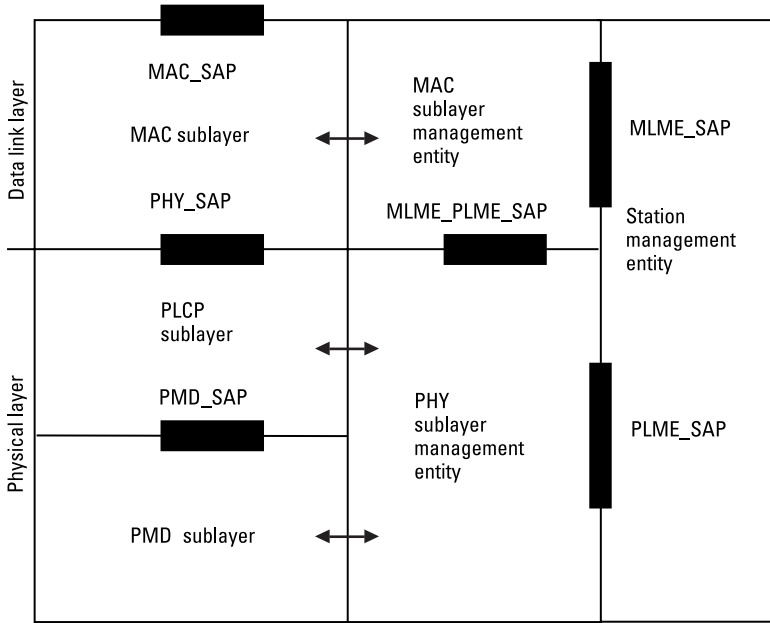 Data link layer
MAC_SAP
MAC sublayer
PHY_SAP
MAC
sublayer
management
entity
MLME_PLME_SAP
MLME_SAP
Station
management
entity
Physical layer
PLCP
sublayer
PMD_SAP
PMD sublayer
PHY
sublayer
management
entity
PLME_SAP